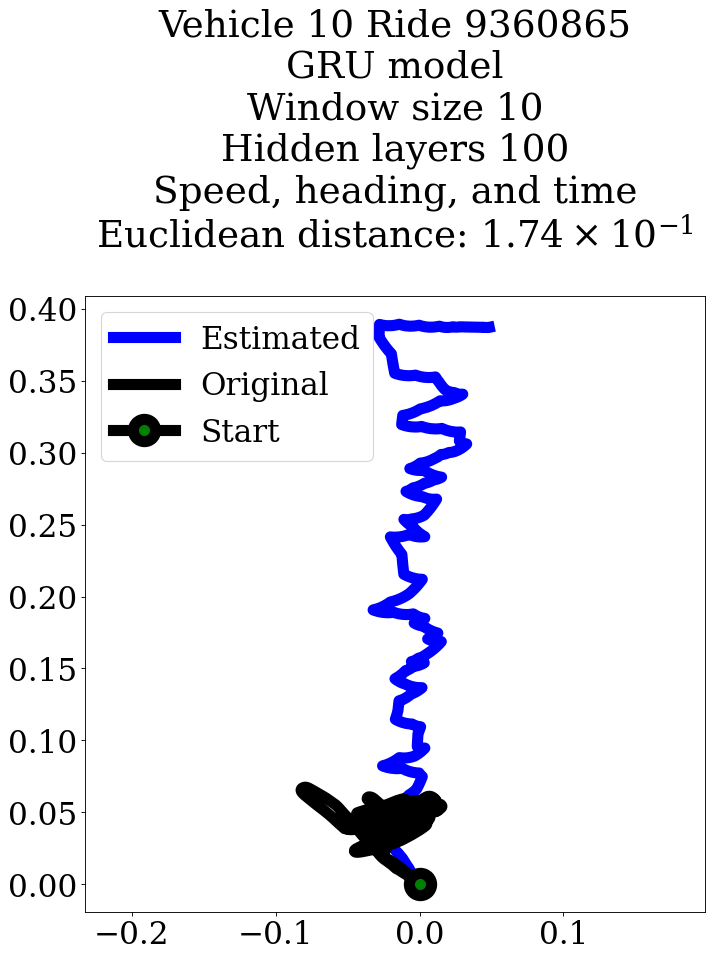 Vehicle 10 Ride 9360865
GRU model
Window size 10
Hidden layers 100
Speed, heading, and time
Euclidean distance: 1.74 × 10⁻¹
Estimated
Original
Start
0.40
0.35
0.30
0.25
0.20
0.15
0.10
0.05
0.00
−0.2
−0.1
0.0
0.1